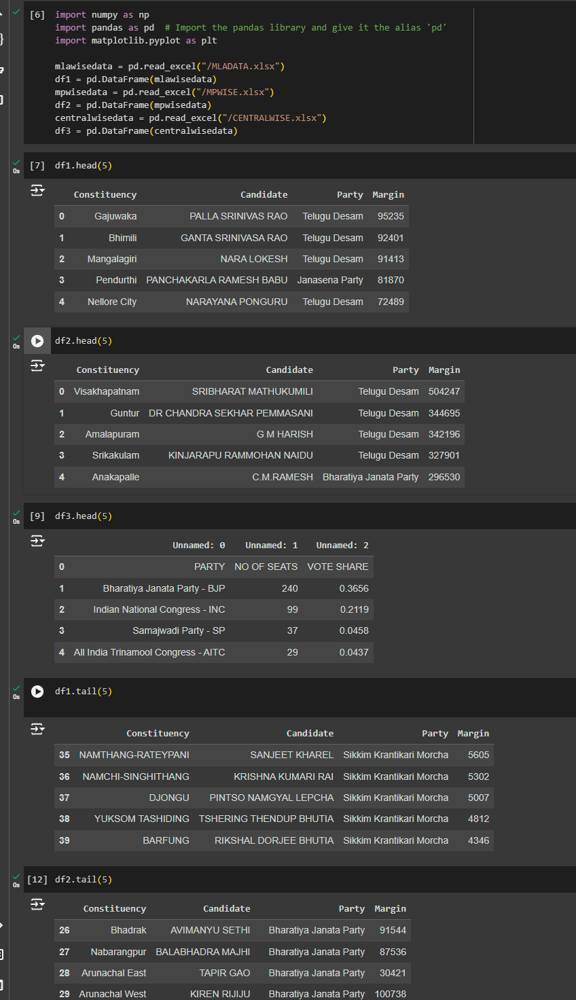 [6] import numpy as np
import pandas as pd  # Import the pandas library and give it the alias 'pd'
import matplotlib.pyplot as plt
mlawisedata = pd.read_excel("/MLADATA.xlsx")
df1 = pd.DataFrame(mlawisedata)
mpwisedata = pd.read_excel("/MPWISE.xlsx")
df2 = pd.DataFrame(mpwisedata)
centralwisedata = pd.read_excel("/CENTRALWISE.xlsx")
df3 = pd.DataFrame(centralwisedata)
0s [7] df1.head(5)
Constituency Candidate Party Margin
0 Gajuwaka PALLA SRINIVAS RAO Telugu Desam 95235
1 Bhimili GANTA SRINIVASA RAO Telugu Desam 92401
2 Mangalagiri NARA LOKESH Telugu Desam 91413
3 Pendurthi PANCHAKARLA RAMESH BABU Janasena Party 81870
4 Nellore City NARAYANA PONGURU Telugu Desam 72489
0s df2.head(5)
Constituency Candidate Party Margin
0 Visakhapatnam SRIBHARAT MATHUKUMILI Telugu Desam 504247
1 Guntur DR CHANDRA SEKHAR PEMMASANI Telugu Desam 344695
2 Amalapuram G M HARISH Telugu Desam 342196
3 Srikakulam KINJARAPU RAMMOHAN NAIDU Telugu Desam 327901
4 Anakapalle C.M.RAMESH Bharatiya Janata Party 296530
0s [9] df3.head(5)
Unnamed: 0 Unnamed: 1 Unnamed: 2
0 PARTY NO OF SEATS VOTE SHARE
1 Bharatiya Janata Party - BJP 240 0.3656
2 Indian National Congress - INC 99 0.2119
3 Samajwadi Party - SP 37 0.0458
4 All India Trinamool Congress - AITC 29 0.0437
0s df1.tail(5)
Constituency Candidate Party Margin
35 NAMTHANG-RATEYPANI SANJEET KHAREL Sikkim Krantikari Morcha 5605
36 NAMCHI-SINGHITHANG KRISHNA KUMARI RAI Sikkim Krantikari Morcha 5302
37 DJONGU PINTSO NAMGYAL LEPCHA Sikkim Krantikari Morcha 5007
38 YUKSOM TASHIDING TSHERING THENDUP BHUTIA Sikkim Krantikari Morcha 4812
39 BARFUNG RIKSHAL DORJEE BHUTIA Sikkim Krantikari Morcha 4346
0s [12] df2.tail(5)
Constituency Candidate Party Margin
26 Bhadrak AVIMANYU SETHI Bharatiya Janata Party 91544
27 Nabarangpur BALABHADRA MAJHI Bharatiya Janata Party 87536
28 Arunachal East TAPIR GAO Bharatiya Janata Party 30421
29 Arunachal West KIREN RIJIJU Bharatiya Janata Party 100738